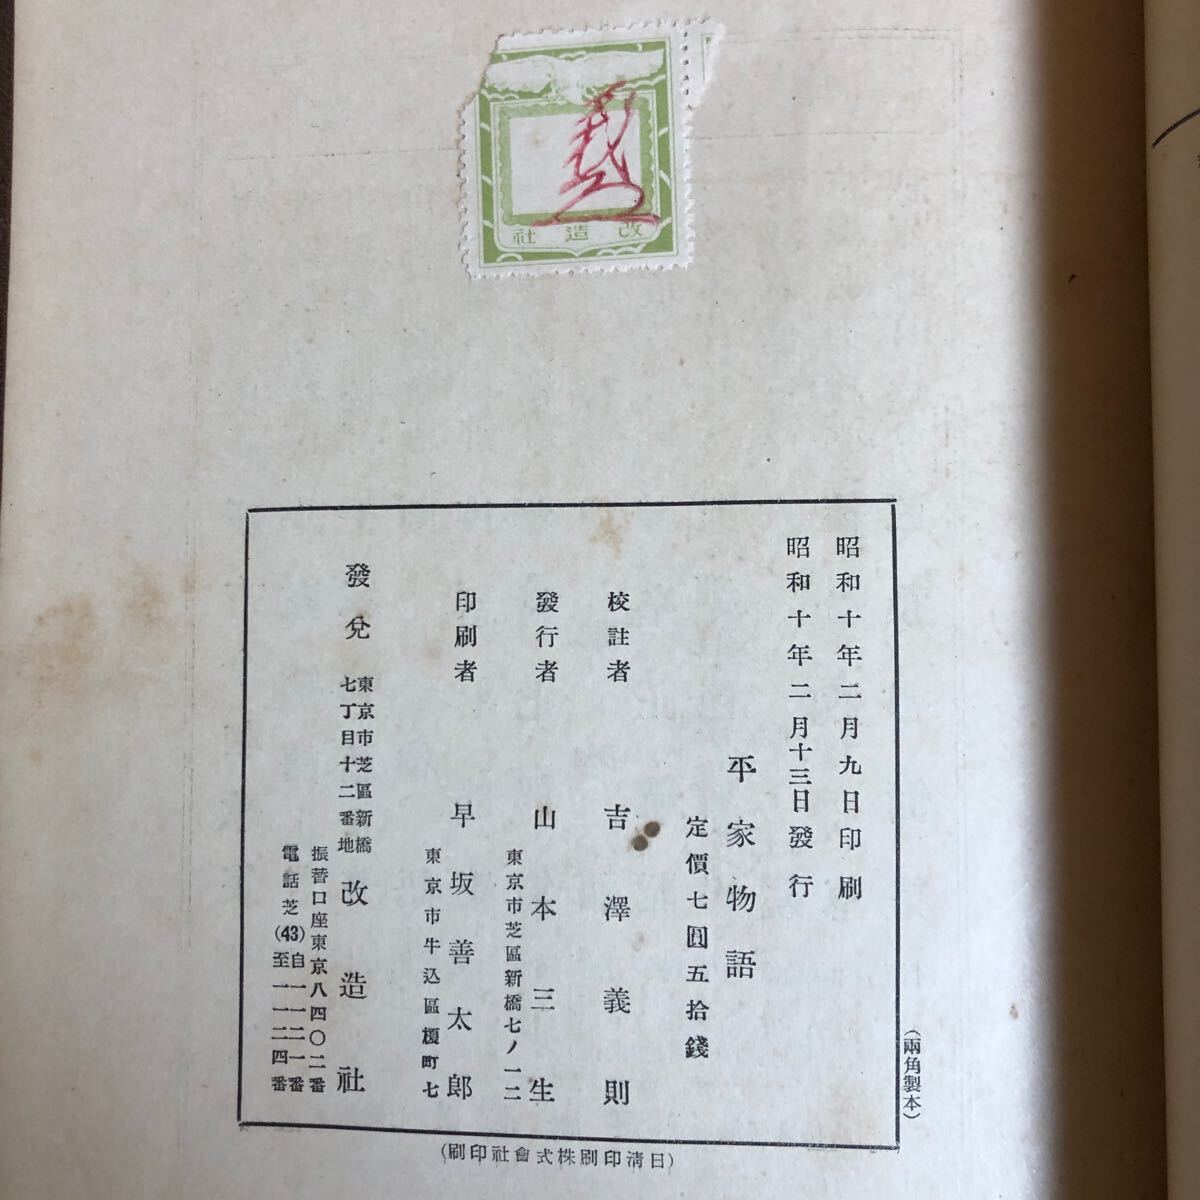 改造社
昭和十年二月九日印刷
昭和十年二月十三日發行
平家物語
定價七圓五拾錢
校註者 吉澤義則
發行者 山本三生
東京市芝區新橋七ノ一二
印刷者 早坂善太郎
東京市牛込區榎町七
發兌 東京市芝區新橋
七丁目十二番地 改造社
振替口座東京八四〇二番
電話芝(43)自一一二一番
至一一二四番
(兩角製本)
(日淸印刷株式會社印刷)